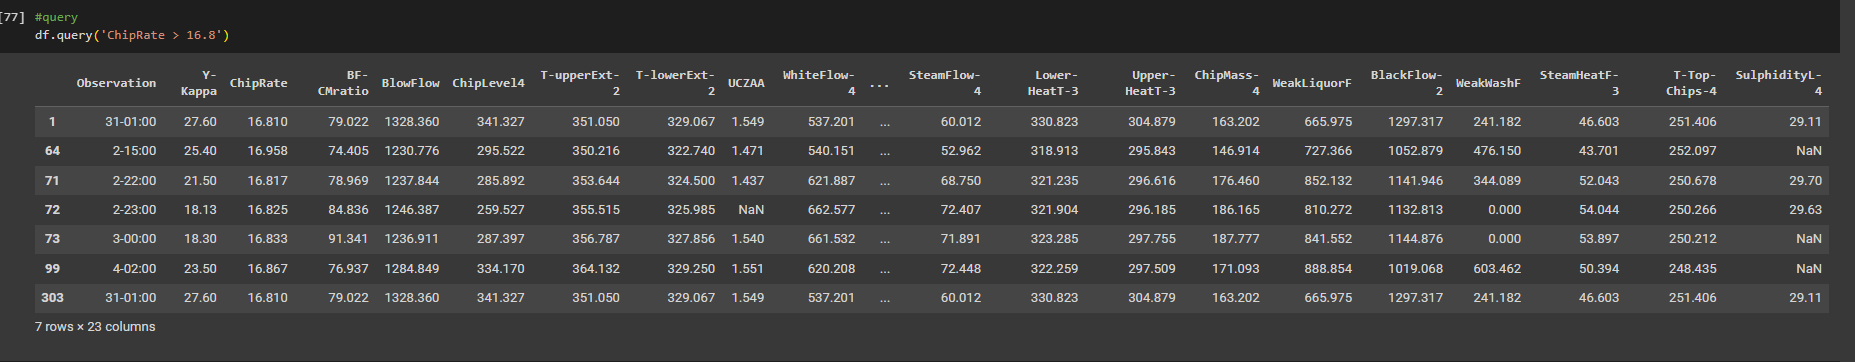 [77] #query
df.query('ChipRate > 16.8')
Observation Y-Kappa ChipRate BF-CMratio BlowFlow ChipLevel4 T-upperExt-2 T-lowerExt-2 UCZAA WhiteFlow-4 ... SteamFlow-4 Lower-HeatT-3 Upper-HeatT-3 ChipMass-4 WeakLiquorF BlackFlow-2 WeakWashF SteamHeatF-3 T-Top-Chips-4 SulphidityL-4
1 31-01:00 27.60 16.810 79.022 1328.360 341.327 351.050 329.067 1.549 537.201 ... 60.012 330.823 304.879 163.202 665.975 1297.317 241.182 46.603 251.406 29.11
64 2-15:00 25.40 16.958 74.405 1230.776 295.522 350.216 322.740 1.471 540.151 ... 52.962 318.913 295.843 146.914 727.366 1052.879 476.150 43.701 252.097 NaN
71 2-22:00 21.50 16.817 78.969 1237.844 285.892 353.644 324.500 1.437 621.887 ... 68.750 321.235 296.616 176.460 852.132 1141.946 344.089 52.043 250.678 29.70
72 2-23:00 18.13 16.825 84.836 1246.387 259.527 355.515 325.985 NaN 662.577 ... 72.407 321.904 296.185 186.165 810.272 1132.813 0.000 54.044 250.266 29.63
73 3-00:00 18.30 16.833 91.341 1236.911 287.397 356.787 327.856 1.540 661.532 ... 71.891 323.285 297.755 187.777 841.552 1144.876 0.000 53.897 250.212 NaN
99 4-02:00 23.50 16.867 76.937 1284.849 334.170 364.132 329.250 1.551 620.208 ... 72.448 322.259 297.509 171.093 888.854 1019.068 603.462 50.394 248.435 NaN
303 31-01:00 27.60 16.810 79.022 1328.360 341.327 351.050 329.067 1.549 537.201 ... 60.012 330.823 304.879 163.202 665.975 1297.317 241.182 46.603 251.406 29.11
7 rows × 23 columns